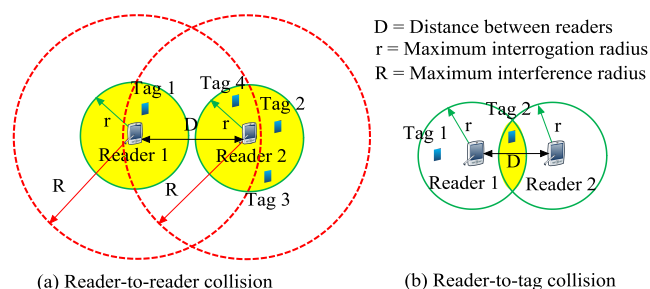 D = Distance between readers
r = Maximum interrogation radius
R = Maximum interference radius
Tag 1
Tag 4
Tag 2
r
D
r
Reader 1
Reader 2
R
R
Tag 3
(a) Reader-to-reader collision
Tag 2
Tag 1
r
r
D
Reader 1
Reader 2
(b) Reader-to-tag collision